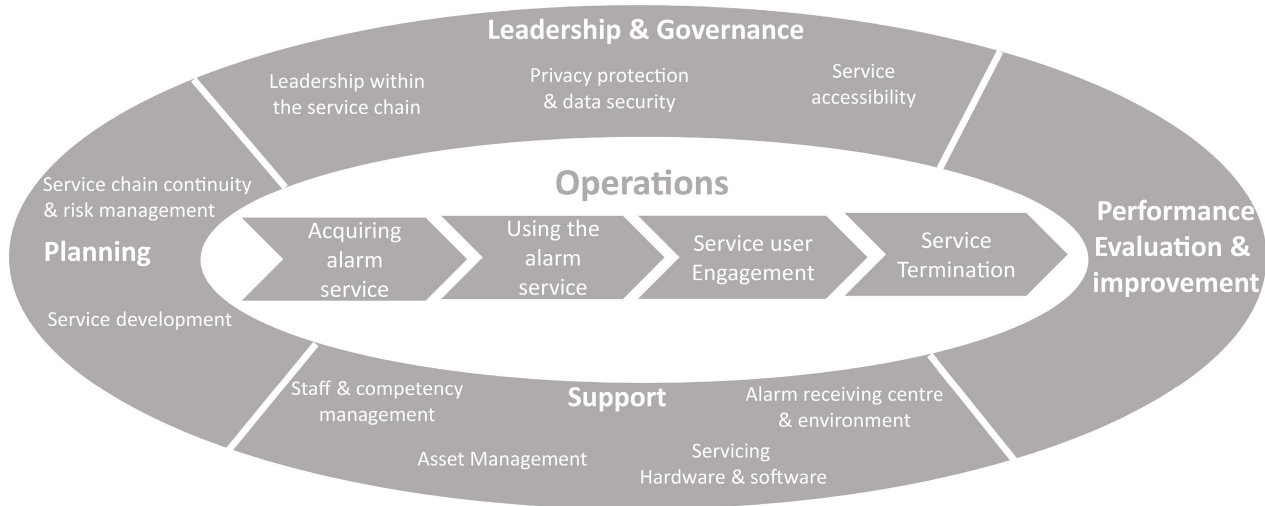 Leadership & Governance
Leadership within
the service chain
Privacy protection
& data security
Service
accessibility
Service chain continuity
& risk management
Planning
Service development
Operations
Acquiring
alarm
service
Using the
alarm
service
Service user
Engagement
Service
Termination
Performance
Evaluation &
improvement
Staff & competency
management
Support
Alarm receiving centre
& environment
Asset Management
Servicing
Hardware & software